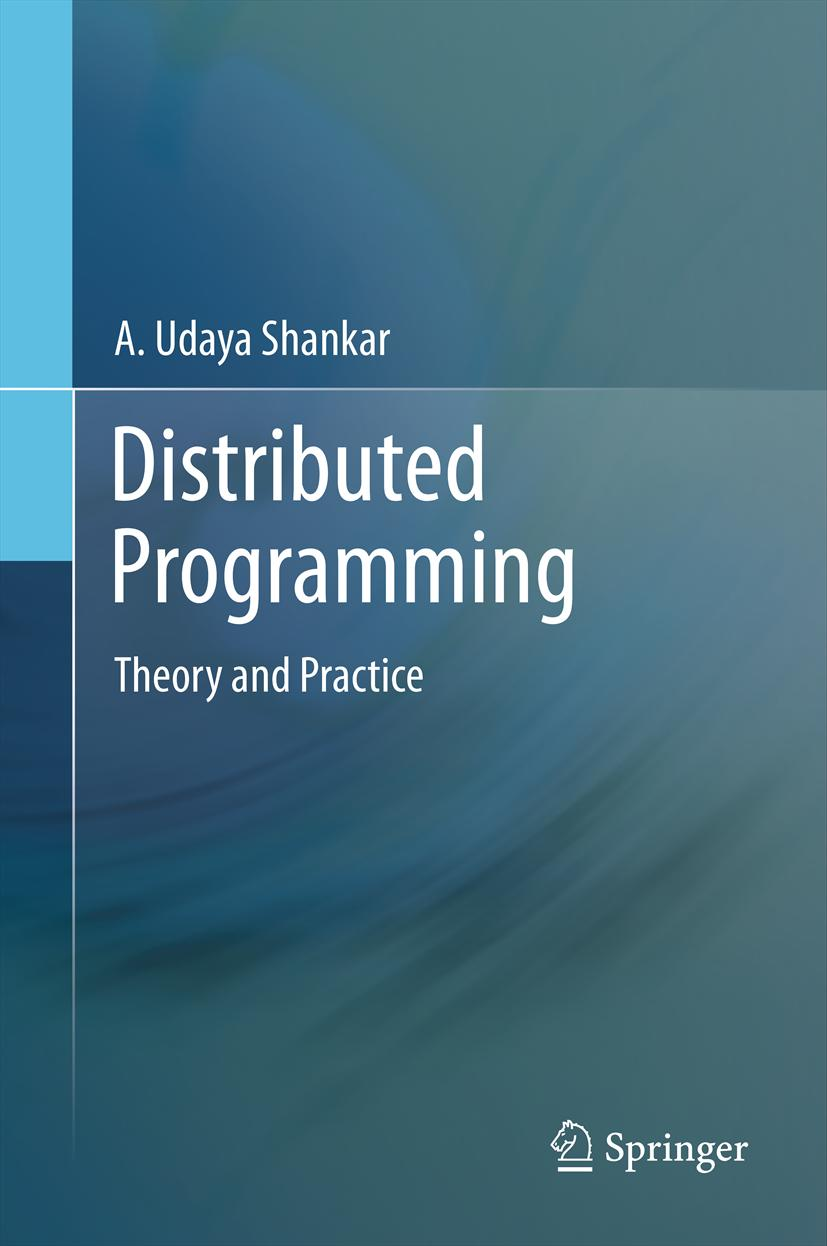 A. Udaya Shankar
Distributed
Programming
Theory and Practice
Springer